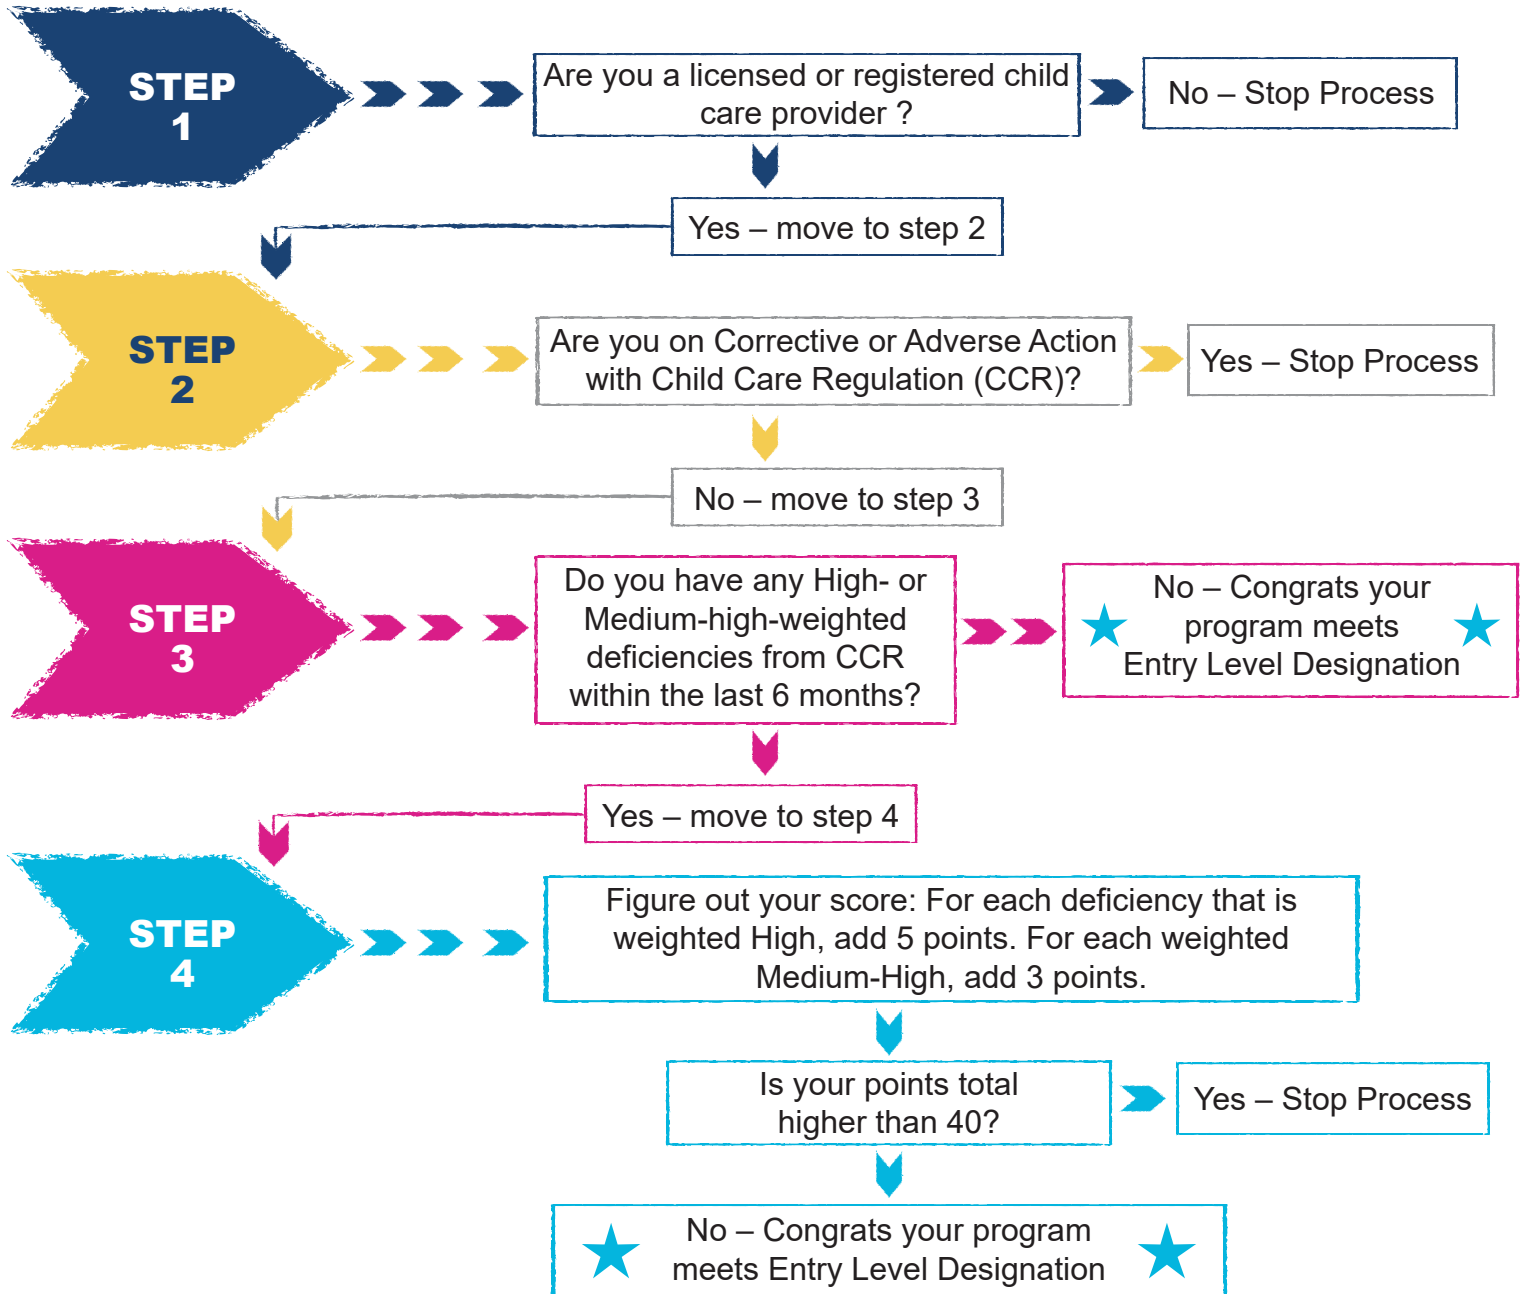 STEP
1
Are you a licensed or registered child
care provider ?
No – Stop Process
Yes – move to step 2
STEP
2
Are you on Corrective or Adverse Action
with Child Care Regulation (CCR)?
Yes – Stop Process
No – move to step 3
STEP
3
Do you have any High- or
Medium-high-weighted
deficiencies from CCR
within the last 6 months?
No – Congrats your
program meets
Entry Level Designation
Yes – move to step 4
STEP
4
Figure out your score: For each deficiency that is
weighted High, add 5 points. For each weighted
Medium-High, add 3 points.
Is your points total
higher than 40?
Yes – Stop Process
No – Congrats your program
meets Entry Level Designation